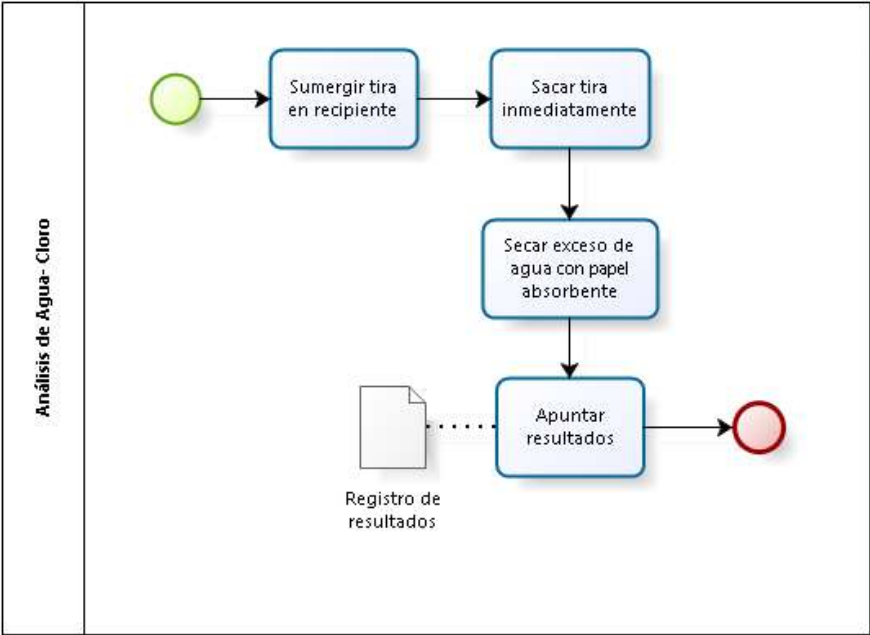 Análisis de Agua- Cloro
Sumergir tira
en recipiente
Sacar tira
inmediatamente
Secar exceso de
agua con papel
absorbente
Apuntar
resultados
Registro de
resultados